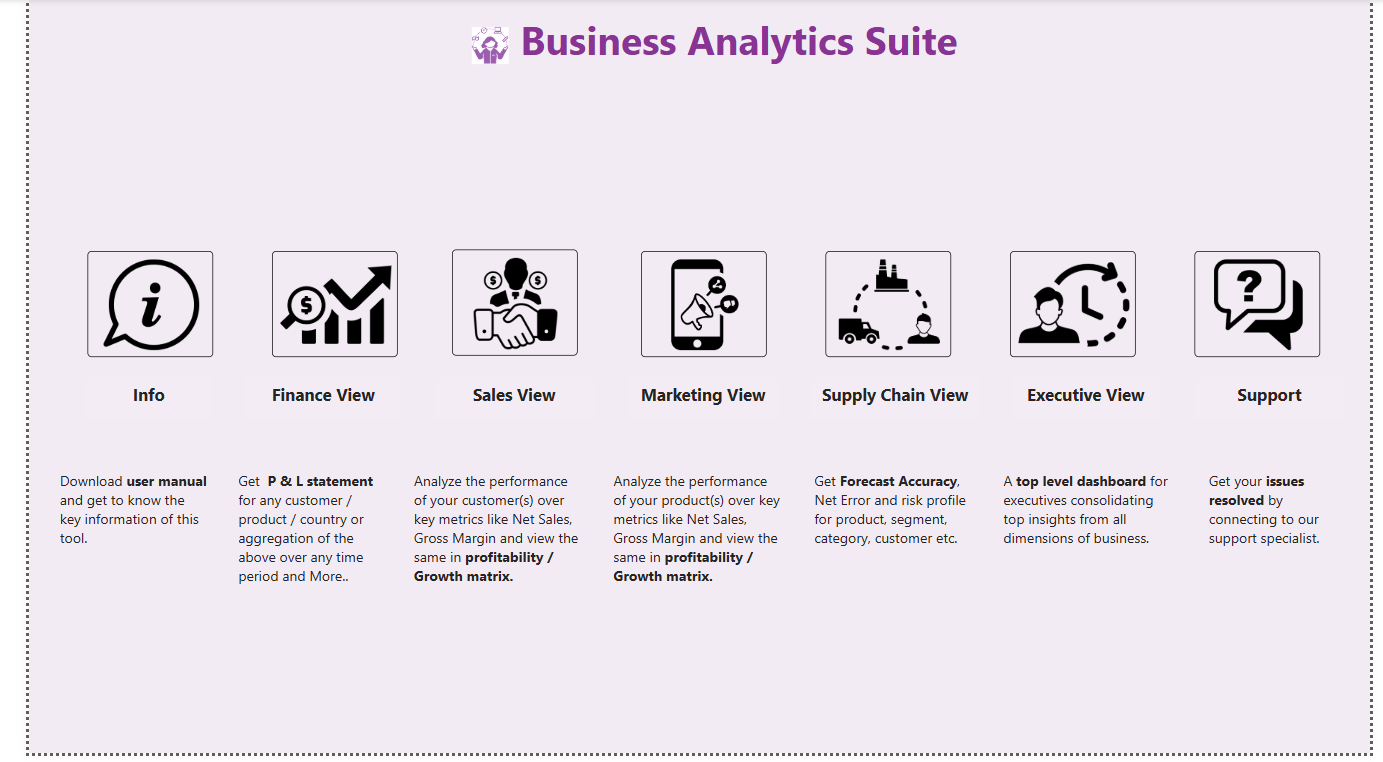 Business Analytics Suite
Info
Finance View
Sales View
Marketing View
Supply Chain View
Executive View
Support
Download user manual
and get to know the
key information of this
tool.
Get  P & L statement
for any customer /
product / country or
aggregation of the
above over any time
period and More..
Analyze the performance
of your customer(s) over
key metrics like Net Sales,
Gross Margin and view the
same in profitability /
Growth matrix.
Analyze the performance
of your product(s) over key
metrics like Net Sales,
Gross Margin and view the
same in profitability /
Growth matrix.
Get Forecast Accuracy,
Net Error and risk profile
for product, segment,
category, customer etc.
A top level dashboard for
executives consolidating
top insights from all
dimensions of business.
Get your issues
resolved by
connecting to our
support specialist.